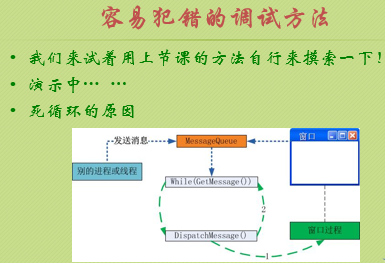 容易犯错的调试方法
• 我们来试着用上节课的方法自行来摸索一下!
• 演示中… …
• 死循环的原因
发送消息
MessageQueue
窗口
别的进程或线程
While(GetMessage())
2
DispatchMessage()
窗口过程
1